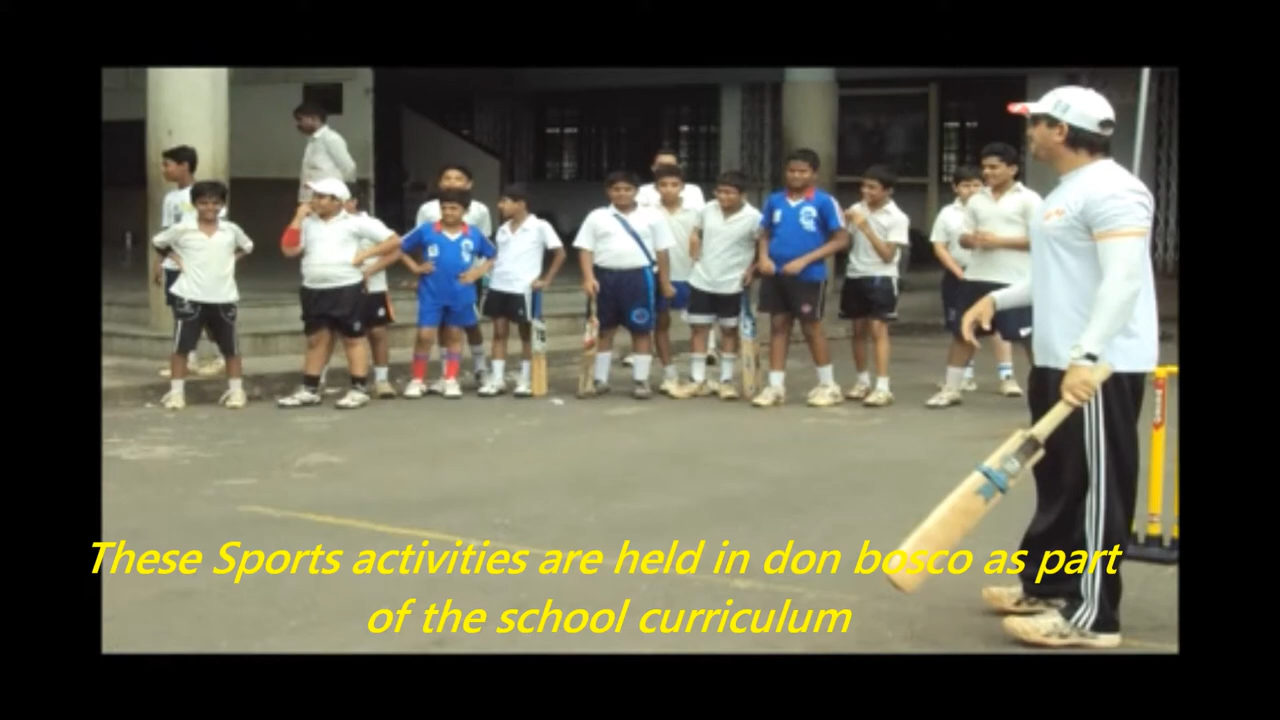 These Sports activities are held in don bosco as part
of the school curriculum